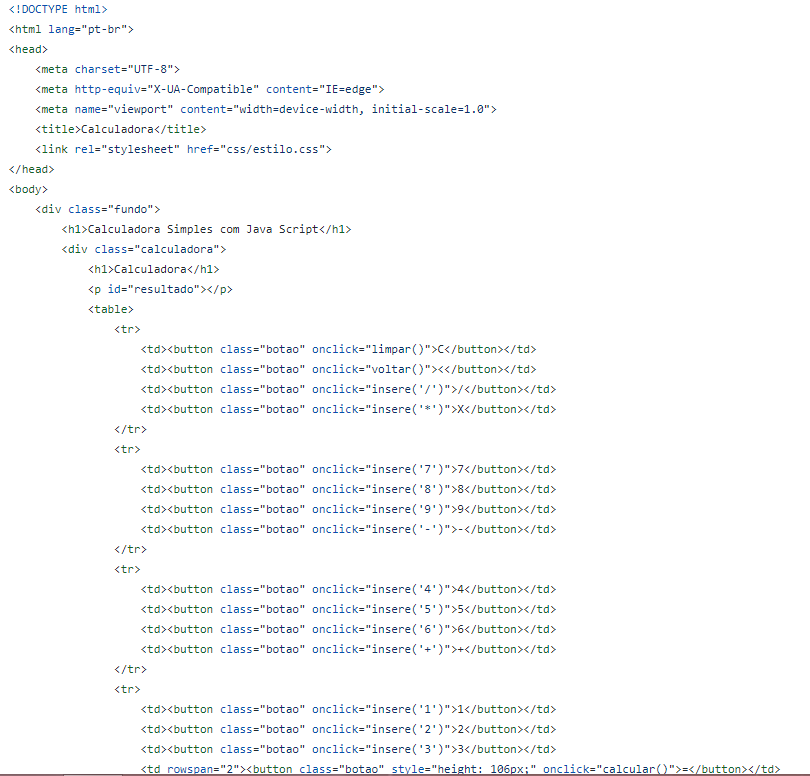 <!DOCTYPE html>
<html lang="pt-br">
<head>
    <meta charset="UTF-8">
    <meta http-equiv="X-UA-Compatible" content="IE=edge">
    <meta name="viewport" content="width=device-width, initial-scale=1.0">
    <title>Calculadora</title>
    <link rel="stylesheet" href="css/estilo.css">
</head>
<body>
    <div class="fundo">
        <h1>Calculadora Simples com Java Script</h1>
        <div class="calculadora">
            <h1>Calculadora</h1>
            <p id="resultado"></p>
            <table>
                <tr>
                    <td><button class="botao" onclick="limpar()">C</button></td>
                    <td><button class="botao" onclick="voltar()"><</button></td>
                    <td><button class="botao" onclick="insere('/')">/</button></td>
                    <td><button class="botao" onclick="insere('*')">X</button></td>
                </tr>
                <tr>
                    <td><button class="botao" onclick="insere('7')">7</button></td>
                    <td><button class="botao" onclick="insere('8')">8</button></td>
                    <td><button class="botao" onclick="insere('9')">9</button></td>
                    <td><button class="botao" onclick="insere('-')">-</button></td>
                </tr>
                <tr>
                    <td><button class="botao" onclick="insere('4')">4</button></td>
                    <td><button class="botao" onclick="insere('5')">5</button></td>
                    <td><button class="botao" onclick="insere('6')">6</button></td>
                    <td><button class="botao" onclick="insere('+')">+</button></td>
                </tr>
                <tr>
                    <td><button class="botao" onclick="insere('1')">1</button></td>
                    <td><button class="botao" onclick="insere('2')">2</button></td>
                    <td><button class="botao" onclick="insere('3')">3</button></td>
                    <td rowspan="2"><button class="botao" style="height: 106px;" onclick="calcular()">=</button></td>